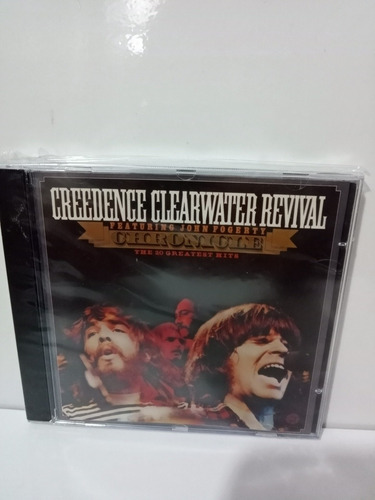 CREEDENCE CLEARWATER REVIVAL
FEATURING JOHN FOGERTY
CHRONICLE
THE 20 GREATEST HITS